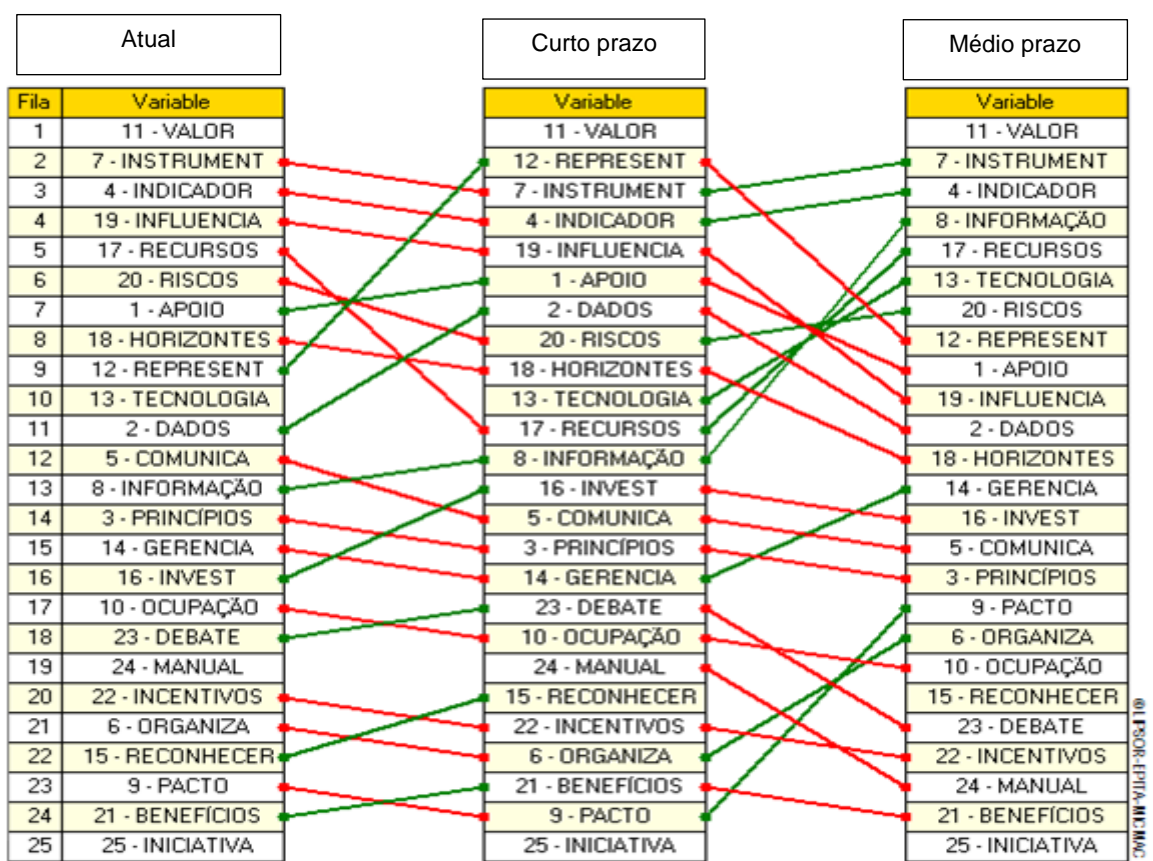 Atual Curto prazo Médio prazo
Fila Variable Variable Variable
1 11 - VALOR 11 - VALOR 11 - VALOR
2 7 - INSTRUMENT 12 - REPRESENT 7 - INSTRUMENT
3 4 - INDICADOR 7 - INSTRUMENT 4 - INDICADOR
4 19 - INFLUENCIA 4 - INDICADOR 8 - INFORMAÇÃO
5 17 - RECURSOS 19 - INFLUENCIA 17 - RECURSOS
6 20 - RISCOS 1 - APOIO 13 - TECNOLOGIA
7 1 - APOIO 2 - DADOS 20 - RISCOS
8 18 - HORIZONTES 20 - RISCOS 12 - REPRESENT
9 12 - REPRESENT 18 - HORIZONTES 1 - APOIO
10 13 - TECNOLOGIA 13 - TECNOLOGIA 19 - INFLUENCIA
11 2 - DADOS 17 - RECURSOS 2 - DADOS
12 5 - COMUNICA 8 - INFORMAÇÃO 18 - HORIZONTES
13 8 - INFORMAÇÃO 16 - INVEST 14 - GERENCIA
14 3 - PRINCÍPIOS 5 - COMUNICA 16 - INVEST
15 14 - GERENCIA 3 - PRINCÍPIOS 5 - COMUNICA
16 16 - INVEST 14 - GERENCIA 3 - PRINCÍPIOS
17 10 - OCUPAÇÃO 23 - DEBATE 9 - PACTO
18 23 - DEBATE 10 - OCUPAÇÃO 6 - ORGANIZA
19 24 - MANUAL 24 - MANUAL 10 - OCUPAÇÃO
20 22 - INCENTIVOS 15 - RECONHECER 15 - RECONHECER
21 6 - ORGANIZA 22 - INCENTIVOS 23 - DEBATE
22 15 - RECONHECER 6 - ORGANIZA 22 - INCENTIVOS
23 9 - PACTO 21 - BENEFÍCIOS 24 - MANUAL
24 21 - BENEFÍCIOS 9 - PACTO 21 - BENEFÍCIOS
25 25 - INICIATIVA 25 - INICIATIVA 25 - INICIATIVA
© LIPSOR-EPITA-MICMAC